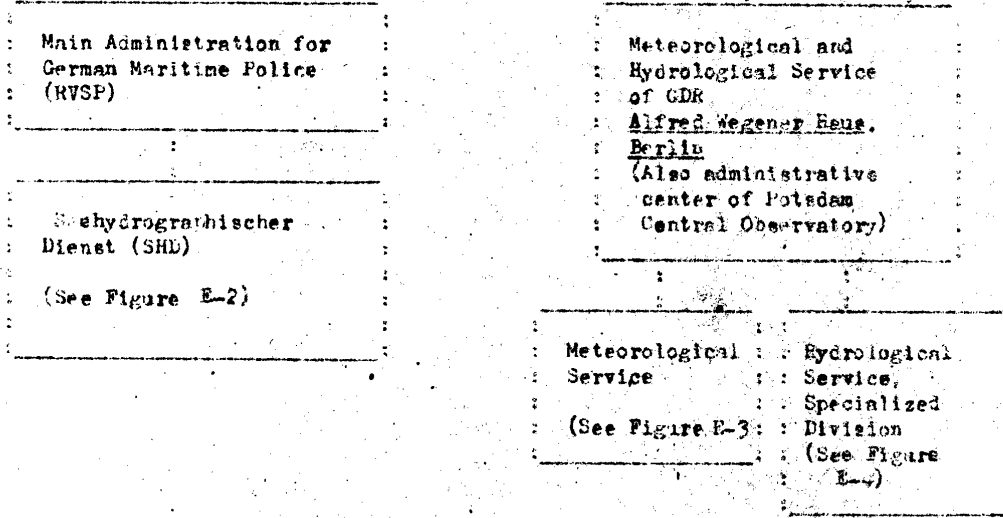 Main Administration for
German Maritime Police
(RVSP)
Seehydrographischer
Dienst (SHD)
(See Figure E-2)
Meteorological and
Hydrological Service
of GDR
Alfred Wegener Haus,
Berlin
(Also administrative
center of Potsdam
Central Observatory)
Meteorological
Service
(See Figure E-3
Hydrological
Service,
Specialized
Division
(See Figure
E-4)